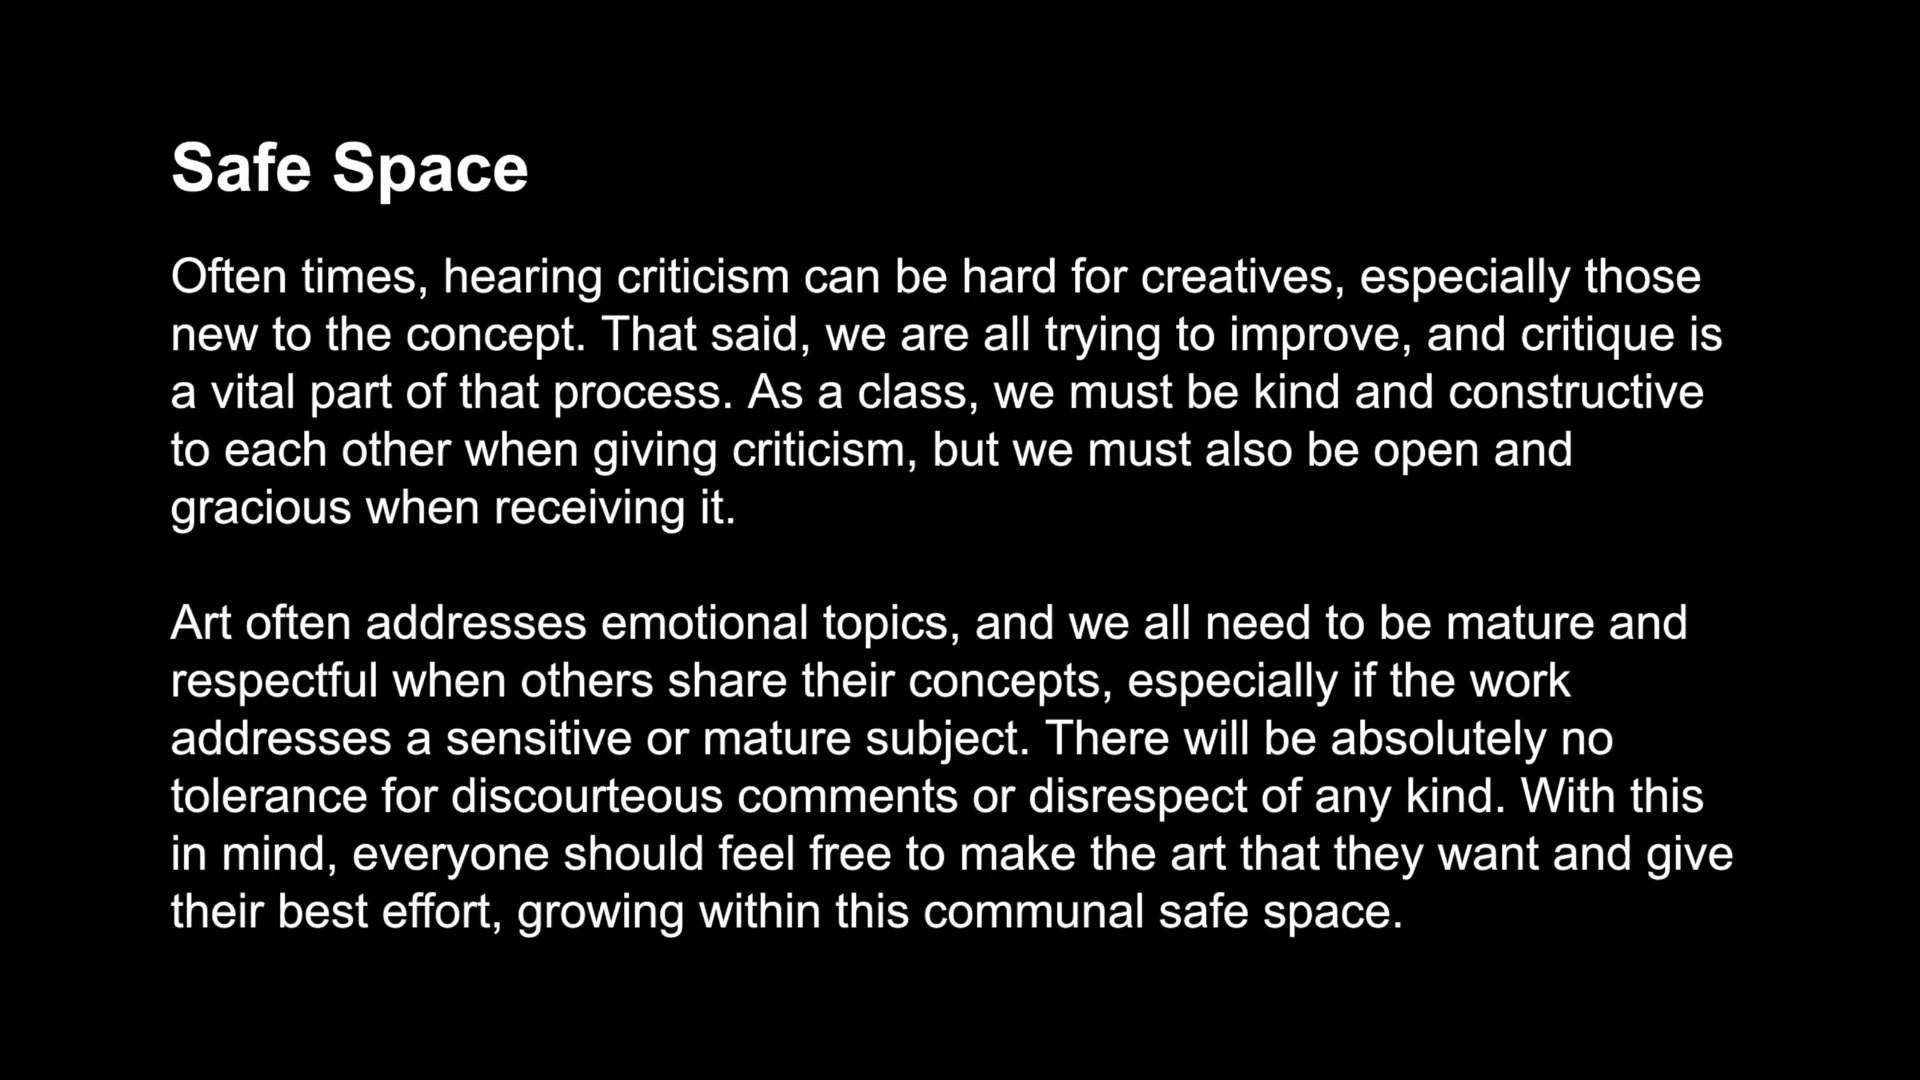 Safe Space
Often times, hearing criticism can be hard for creatives, especially those
new to the concept. That said, we are all trying to improve, and critique is
a vital part of that process. As a class, we must be kind and constructive
to each other when giving criticism, but we must also be open and
gracious when receiving it.
Art often addresses emotional topics, and we all need to be mature and
respectful when others share their concepts, especially if the work
addresses a sensitive or mature subject. There will be absolutely no
tolerance for discourteous comments or disrespect of any kind. With this
in mind, everyone should feel free to make the art that they want and give
their best effort, growing within this communal safe space.